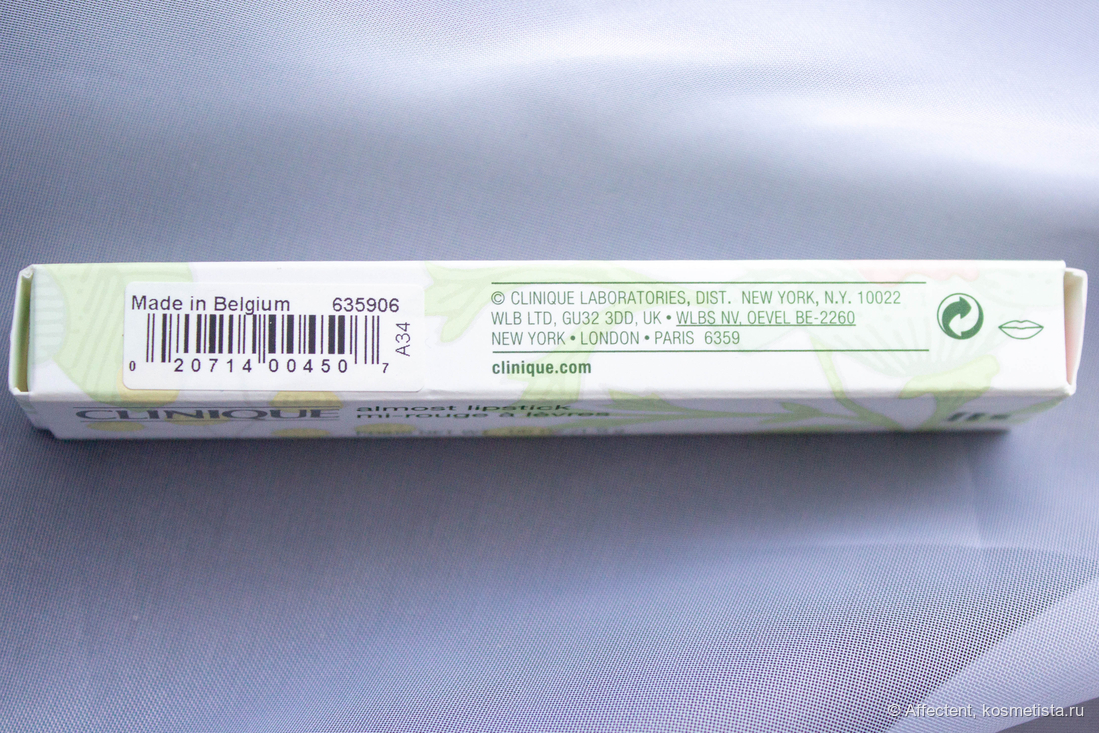 Made in Belgium 635906
A34
0 20714 00450 7
© CLINIQUE LABORATORIES, DIST. NEW YORK, N.Y. 10022
WLB LTD, GU32 3DD, UK • WLBS NV. OEVEL BE-2260
NEW YORK • LONDON • PARIS 6359
clinique.com
CLINIQUE
almost lipstick
mi-rouge à lèvres
© Affectent, kosmetista.ru